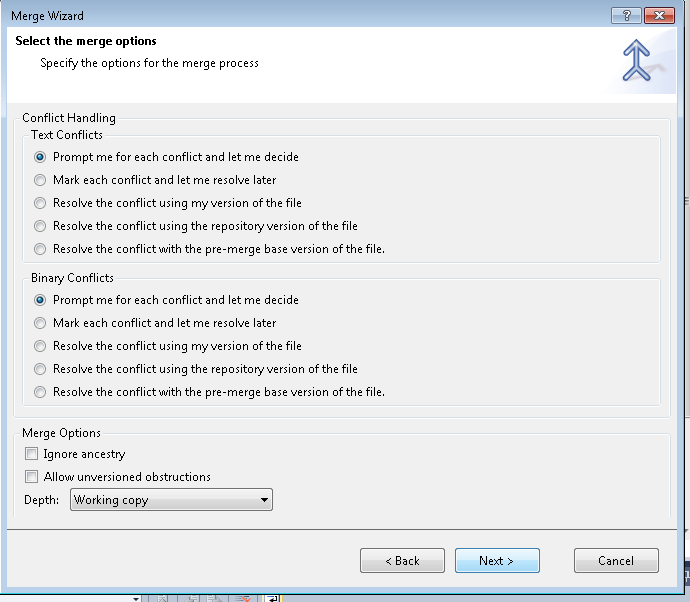 Merge Wizard
?
Select the merge options
Specify the options for the merge process
Conflict Handling
Text Conflicts
Prompt me for each conflict and let me decide
Mark each conflict and let me resolve later
Resolve the conflict using my version of the file
Resolve the conflict using the repository version of the file
Resolve the conflict with the pre-merge base version of the file.
Binary Conflicts
Prompt me for each conflict and let me decide
Mark each conflict and let me resolve later
Resolve the conflict using my version of the file
Resolve the conflict using the repository version of the file
Resolve the conflict with the pre-merge base version of the file.
Merge Options
Ignore ancestry
Allow unversioned obstructions
Depth: Working copy
< Back Next > Cancel